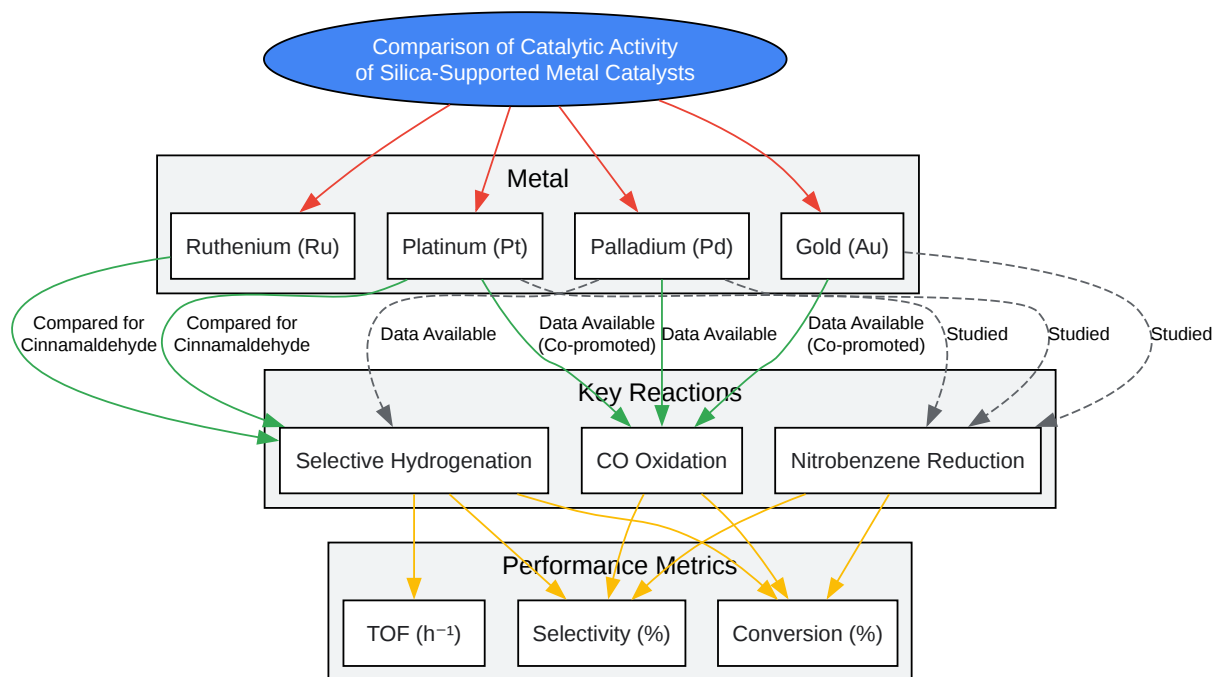 Comparison of Catalytic Activity
of Silica-Supported Metal Catalysts
Metal
Ruthenium (Ru)
Platinum (Pt)
Palladium (Pd)
Gold (Au)
Compared for
Cinnamaldehyde
Compared for
Cinnamaldehyde
Data Available
Data Available
(Co-promoted)
Data Available
Data Available
(Co-promoted)
Studied
Studied
Studied
Key Reactions
Selective Hydrogenation
CO Oxidation
Nitrobenzene Reduction
Performance Metrics
TOF (h⁻¹)
Selectivity (%)
Conversion (%)